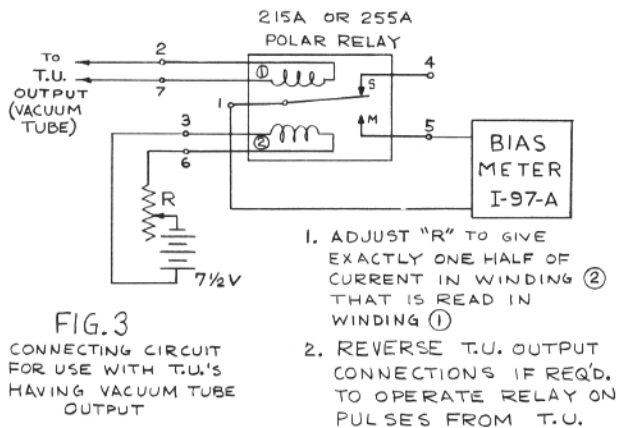 215A OR 255A
POLAR RELAY
TO
T.U.
OUTPUT
(VACUUM
TUBE)
2
7
①
S
4
1
M
3
②
5
6
R
7½V
BIAS
METER
I-97-A
1. ADJUST "R" TO GIVE
EXACTLY ONE HALF OF
CURRENT IN WINDING ②
THAT IS READ IN
WINDING ①
2. REVERSE T.U. OUTPUT
CONNECTIONS IF REQ'D.
TO OPERATE RELAY ON
PULSES FROM T.U.
FIG. 3
CONNECTING CIRCUIT
FOR USE WITH T.U.'S
HAVING VACUUM TUBE
OUTPUT